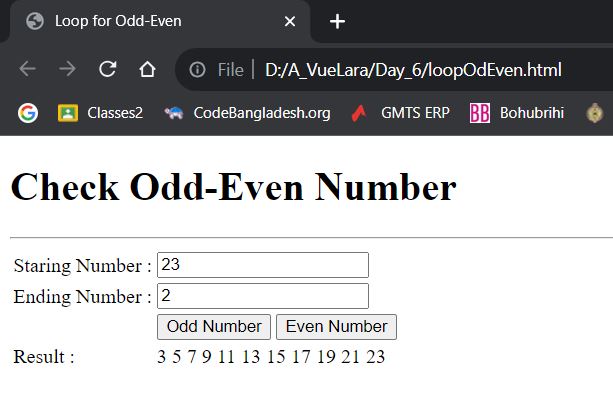 Loop for Odd-Even
File D:/A_VueLara/Day_6/loopOdEven.html
Classes2 CodeBangladesh.org GMTS ERP BB Bohubrihi
Check Odd-Even Number
Staring Number : 23
Ending Number : 2
Odd Number Even Number
Result : 3 5 7 9 11 13 15 17 19 21 23